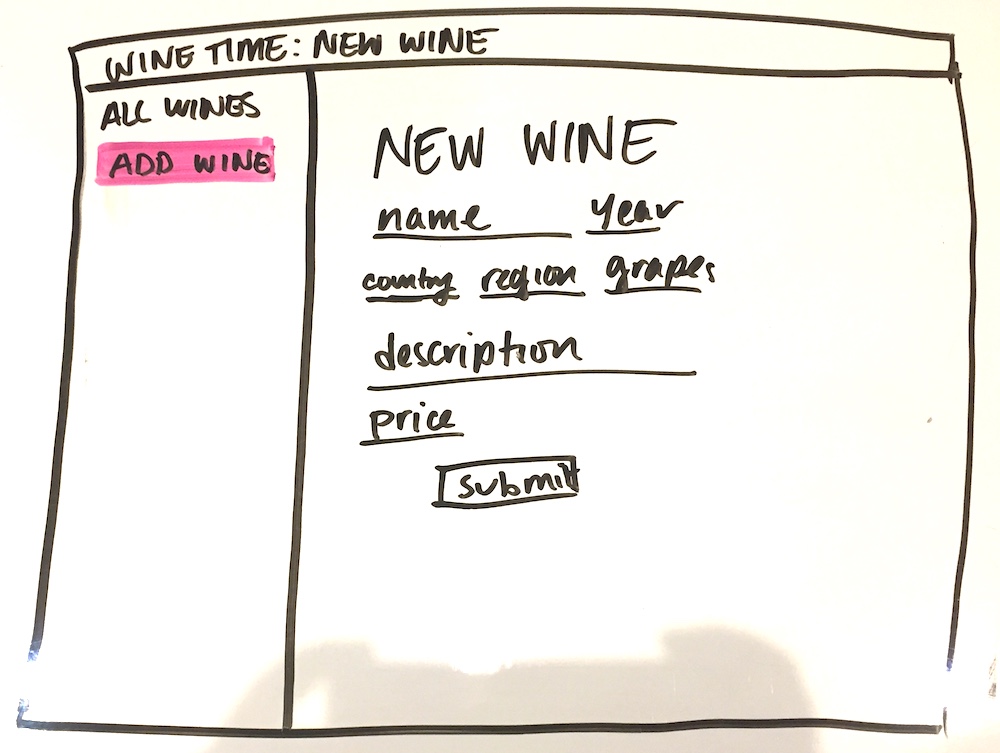 WINE TIME: NEW WINE
ALL WINES
ADD WINE
NEW WINE
name year
country region grapes
description
price
submit